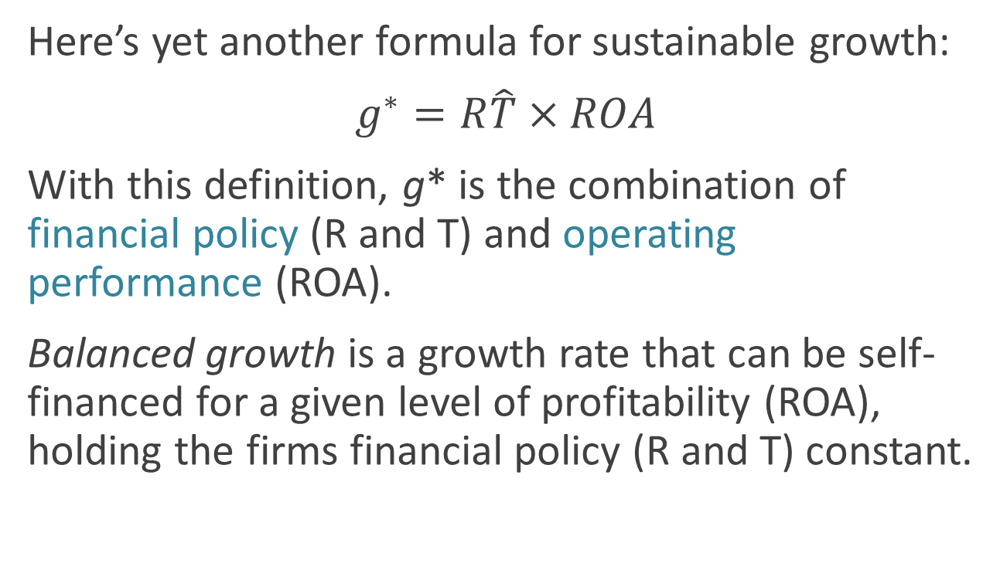 Here’s yet another formula for sustainable growth:
g* = RT̂ × ROA
With this definition, g* is the combination of
financial policy (R and T) and operating
performance (ROA).
Balanced growth is a growth rate that can be self-
financed for a given level of profitability (ROA),
holding the firms financial policy (R and T) constant.